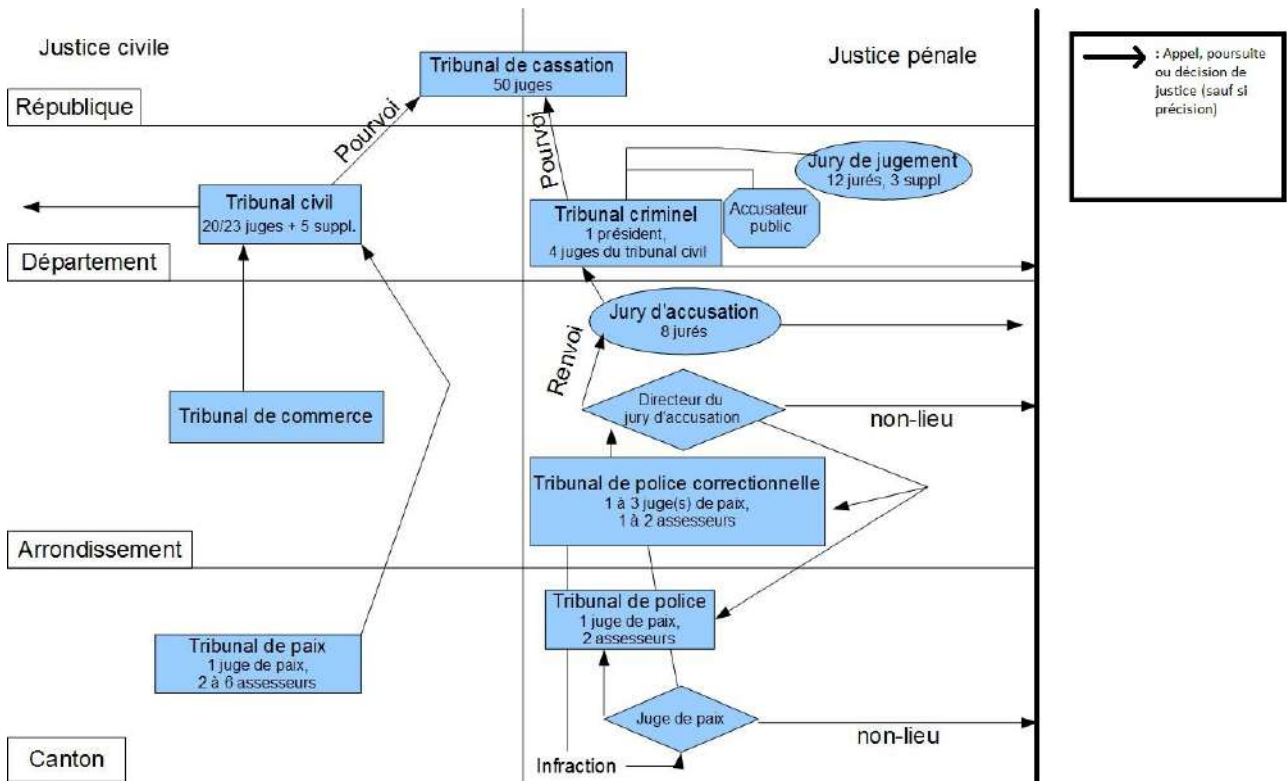 Justice civile
Tribunal de cassation
50 juges
Justice pénale
: Appel, poursuite
ou décision de
justice (sauf si
précision)
République
Pourvoi
Pourvoi
Jury de jugement
12 jurés, 3 suppl
Tribunal civil
20/23 juges + 5 suppl.
Tribunal criminel
1 président,
4 juges du tribunal civil
Accusateur
public
Département
Jury d'accusation
8 jurés
Renvoi
Tribunal de commerce
Directeur du
jury d'accusation
non-lieu
Tribunal de police correctionnelle
1 à 3 juge(s) de paix,
1 à 2 assesseurs
Arrondissement
Tribunal de police
1 juge de paix,
2 assesseurs
Tribunal de paix
1 juge de paix,
2 à 6 assesseurs
Juge de paix
non-lieu
Infraction
Canton